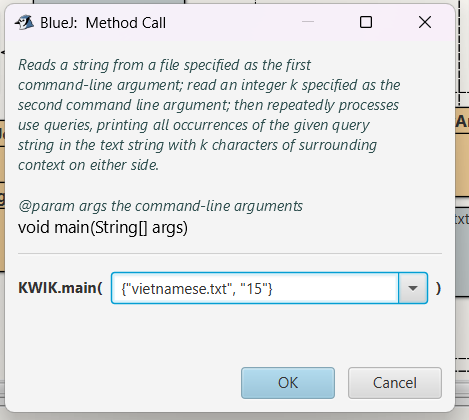 BlueJ: Method Call
Reads a string from a file specified as the first
command-line argument; read an integer k specified as the
second command line argument; then repeatedly processes
use queries, printing all occurrences of the given query
string in the text string with k characters of surrounding
context on either side.
@param args the command-line arguments
void main(String[] args)
KWIK.main( {"vietnamese.txt", "15"} )
OK Cancel